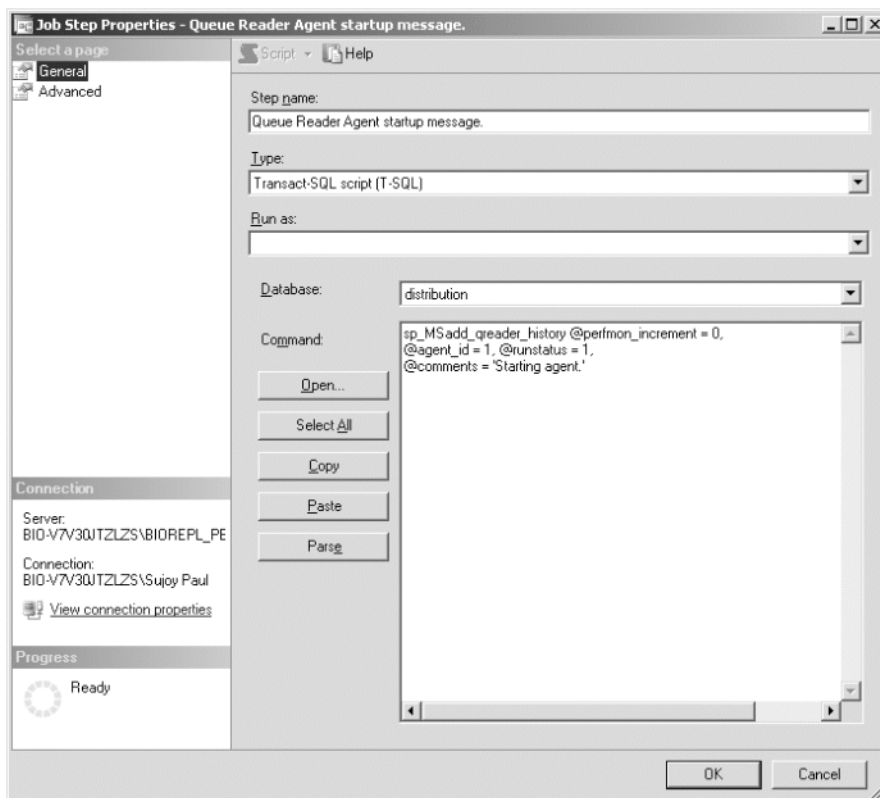 Job Step Properties - Queue Reader Agent startup message.
Select a page
General
Advanced
Script
Help
Step name:
Queue Reader Agent startup message.
Type:
Transact-SQL script (T-SQL)
Run as:
Database:
distribution
Command:
sp_MSadd_qreader_history @perfmon_increment = 0,
@agent_id = 1, @runstatus = 1,
@comments = 'Starting agent.'
Open...
Select All
Copy
Paste
Parse
Connection
Server:
BIO-V7V30JTZLZS\BIOREPL_PE
Connection:
BIO-V7V30JTZLZS\Sujoy Paul
View connection properties
Progress
Ready
OK
Cancel